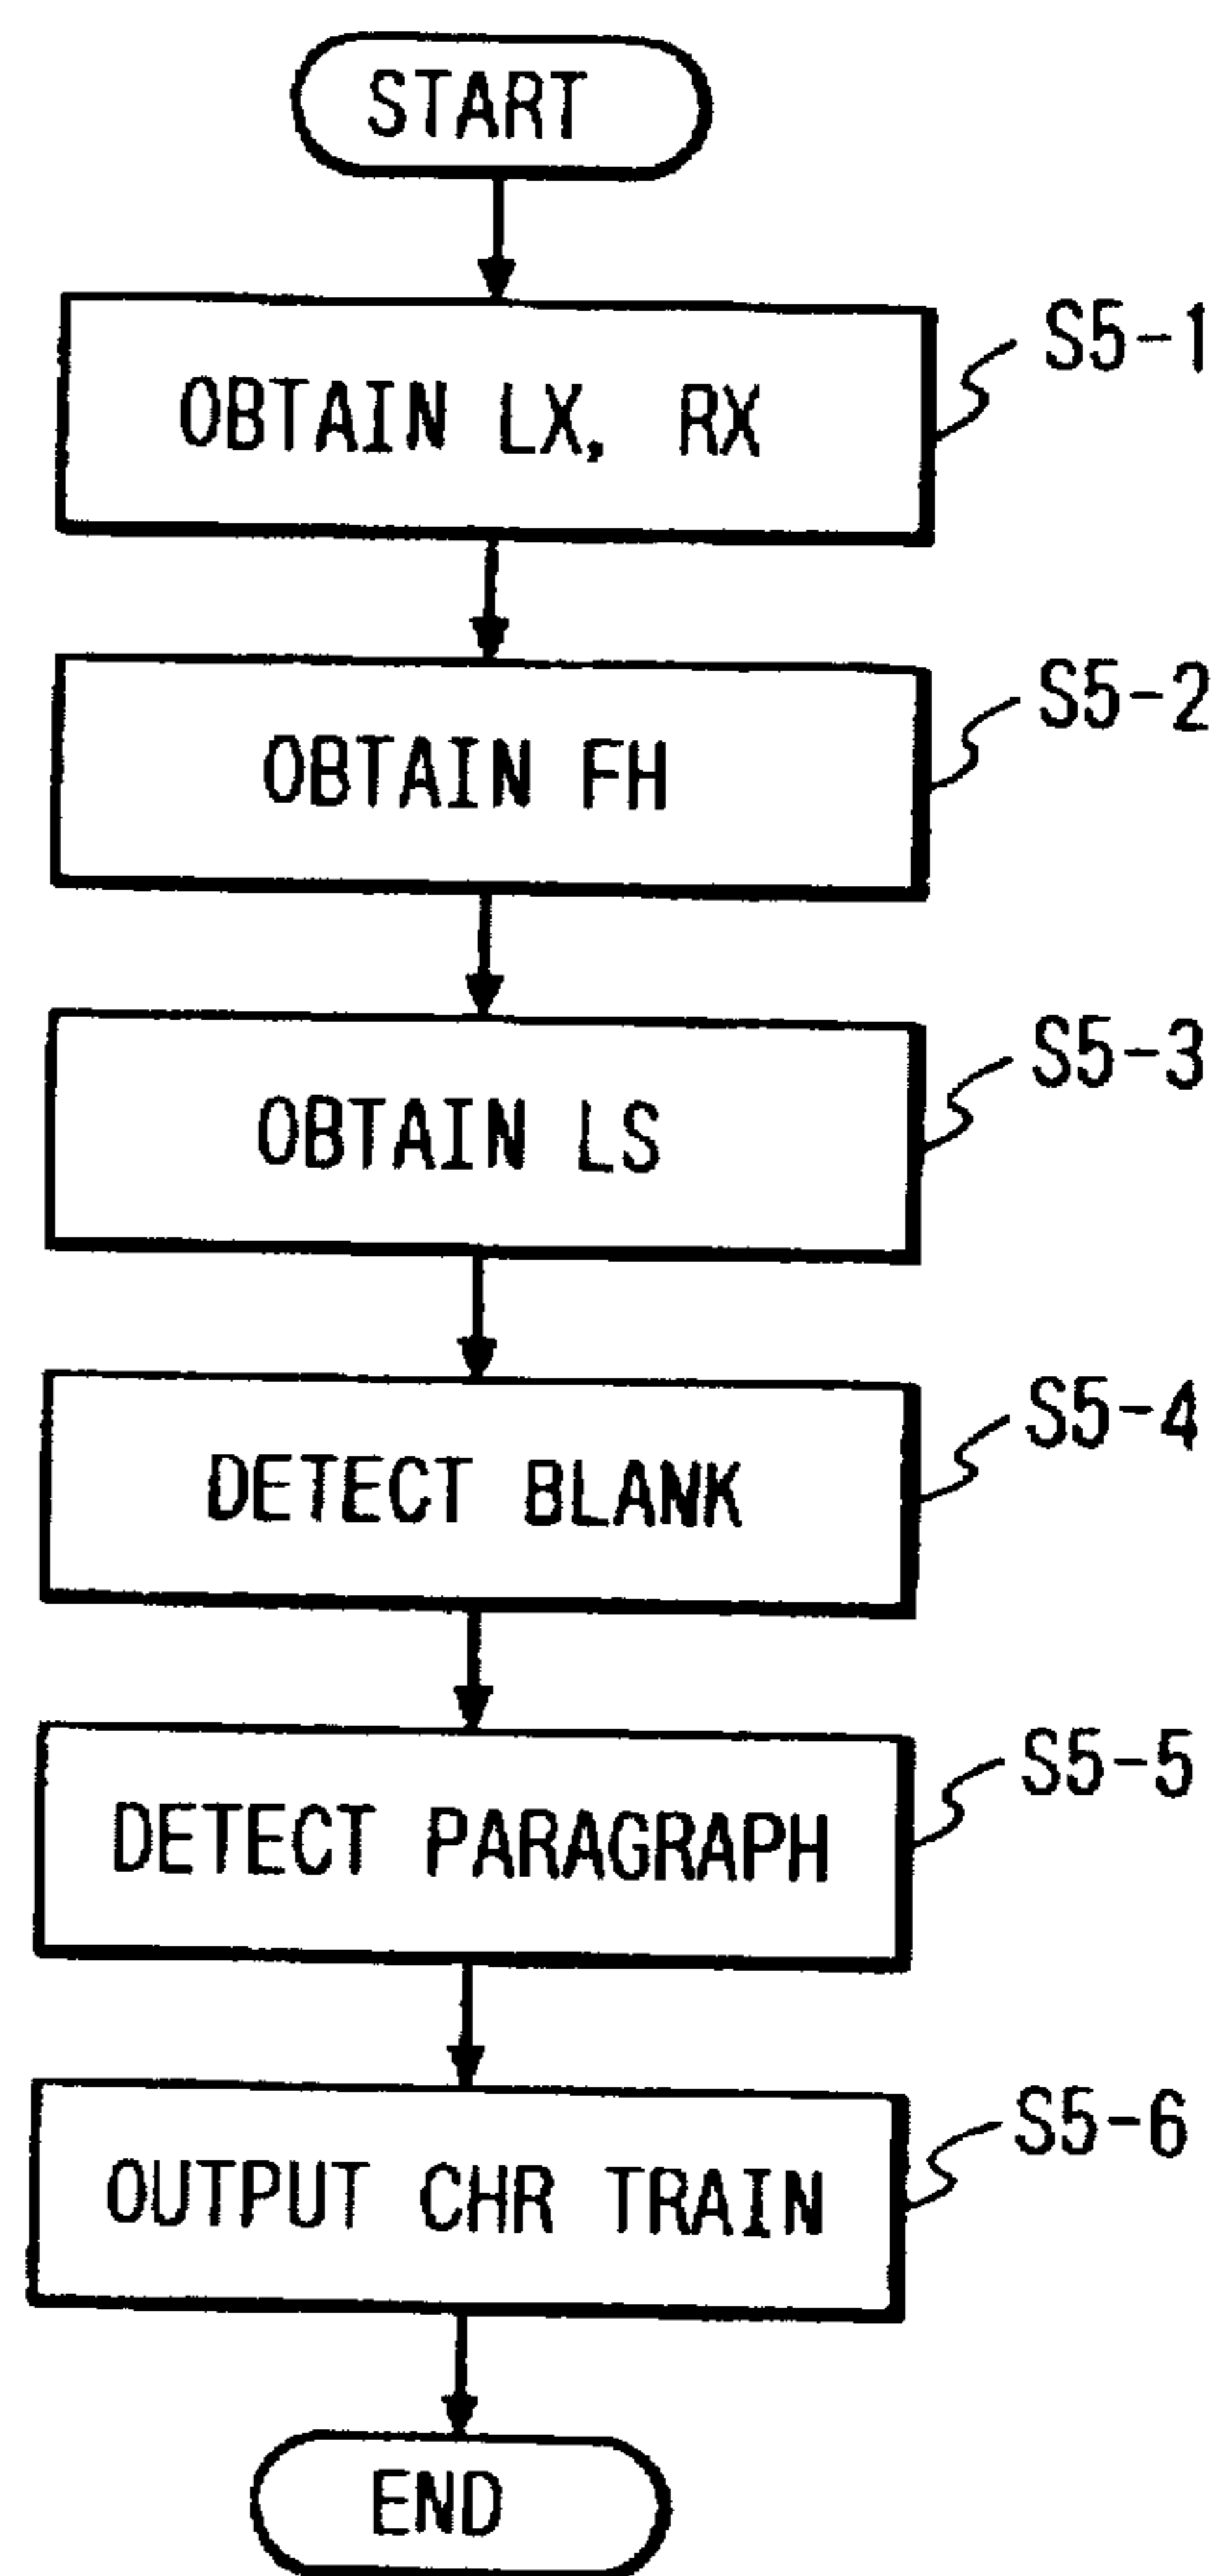 START
OBTAIN LX, RX
S5-1
OBTAIN FH
S5-2
OBTAIN LS
S5-3
DETECT BLANK
S5-4
DETECT PARAGRAPH
S5-5
OUTPUT CHR TRAIN
S5-6
END